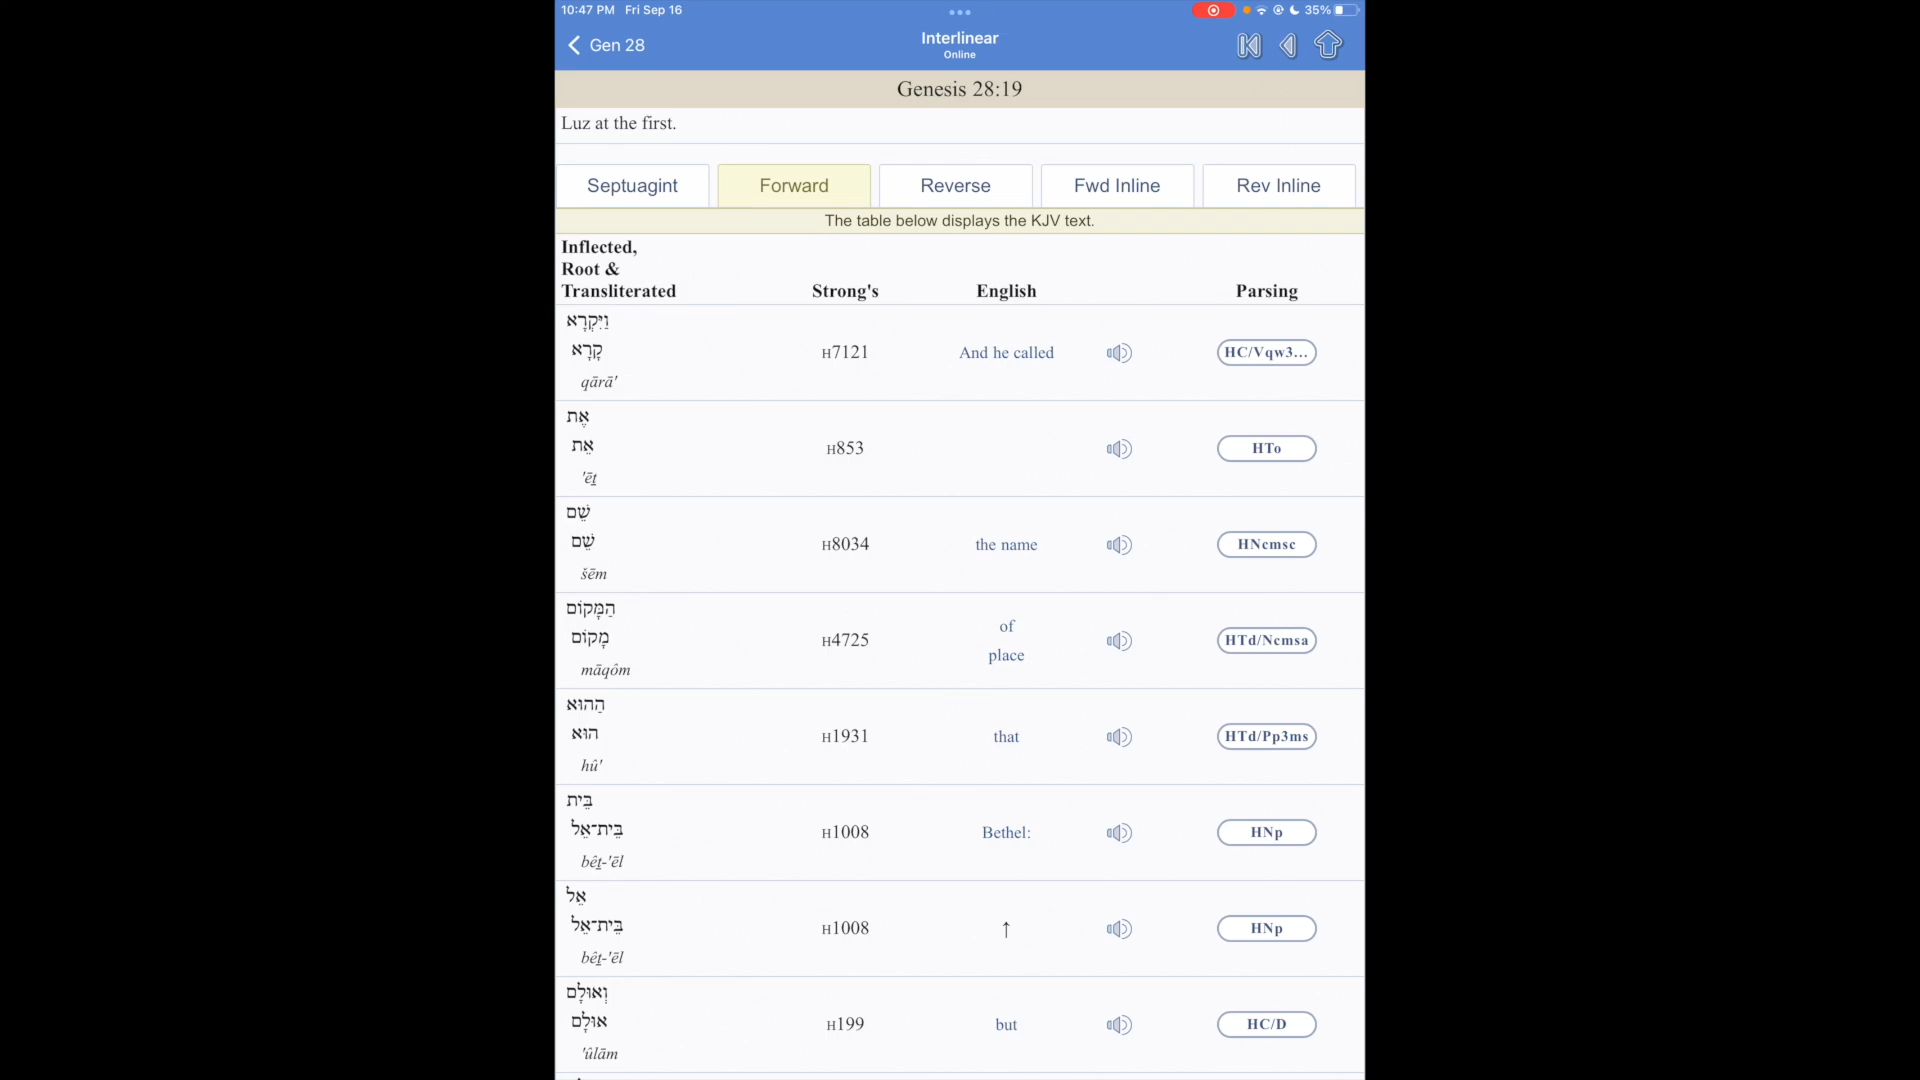 10:47 PM Fri Sep 16
35%
Gen 28
Interlinear
Online
Genesis 28:19
Luz at the first.
Septuagint Forward Reverse Fwd Inline Rev Inline
The table below displays the KJV text.
Inflected,
Root &
Transliterated Strong's English Parsing
וַיִּקְרָא
קָרָא H7121 And he called HC/Vqw3...
qārā'
אֶת
אֵת H853 HTo
'ēṯ
שֵׁם
שֵׁם H8034 the name HNcmsc
šēm
הַמָּקוֹם
מָקוֹם H4725 of place HTd/Ncmsa
māqôm
הַהוּא
הוּא H1931 that HTd/Pp3ms
hû'
בֵּית
בֵּית־אֵל H1008 Bethel: HNp
bêṯ-'ēl
אֵל
בֵּית־אֵל H1008 ↑ HNp
bêṯ-'ēl
וְאוּלָם
אוּלָם H199 but HC/D
'ûlām